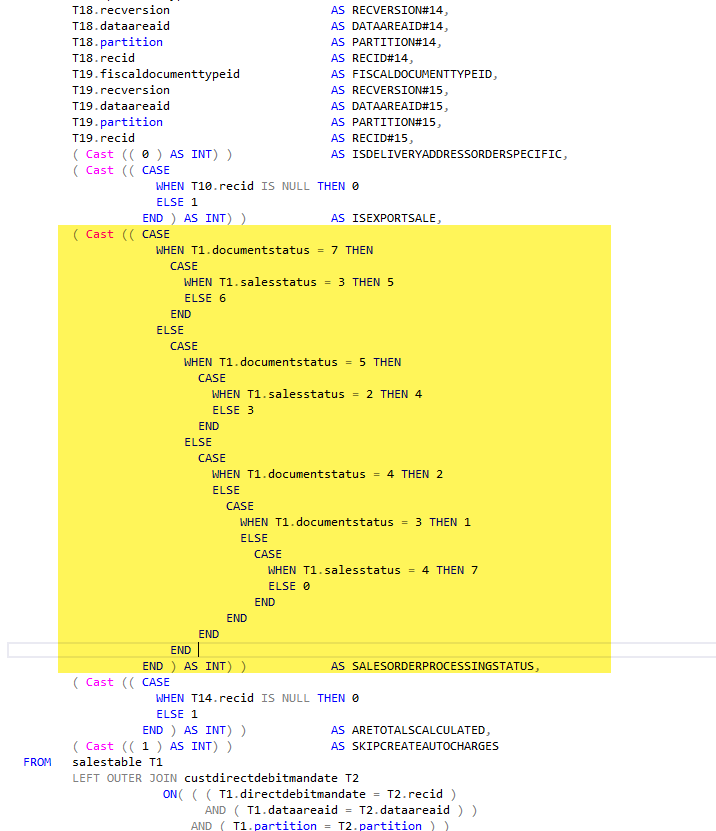 T18.recversion AS RECVERSION#14,
T18.dataareaid AS DATAAREAID#14,
T18.partition AS PARTITION#14,
T18.recid AS RECID#14,
T19.fiscaldocumenttypeid AS FISCALDOCUMENTTYPEID,
T19.recversion AS RECVERSION#15,
T19.dataareaid AS DATAAREAID#15,
T19.partition AS PARTITION#15,
T19.recid AS RECID#15,
( Cast (( 0 ) AS INT) ) AS ISDELIVERYADDRESSORDERSPECIFIC,
( Cast (( CASE
WHEN T10.recid IS NULL THEN 0
ELSE 1
END ) AS INT) ) AS ISEXPORTSALE,
( Cast (( CASE
WHEN T1.documentstatus = 7 THEN
CASE
WHEN T1.salesstatus = 3 THEN 5
ELSE 6
END
ELSE
CASE
WHEN T1.documentstatus = 5 THEN
CASE
WHEN T1.salesstatus = 2 THEN 4
ELSE 3
END
ELSE
CASE
WHEN T1.documentstatus = 4 THEN 2
ELSE
CASE
WHEN T1.documentstatus = 3 THEN 1
ELSE
CASE
WHEN T1.salesstatus = 4 THEN 7
ELSE 0
END
END
END
END
END ) AS INT) ) AS SALESORDERPROCESSINGSTATUS,
( Cast (( CASE
WHEN T14.recid IS NULL THEN 0
ELSE 1
END ) AS INT) ) AS ARETOTALSCALCULATED,
( Cast (( 1 ) AS INT) ) AS SKIPCREATEAUTOCHARGES
FROM salestable T1
LEFT OUTER JOIN custdirectdebitmandate T2
ON( ( ( T1.directdebitmandate = T2.recid )
AND ( T1.dataareaid = T2.dataareaid ) )
AND ( T1.partition = T2.partition ) )